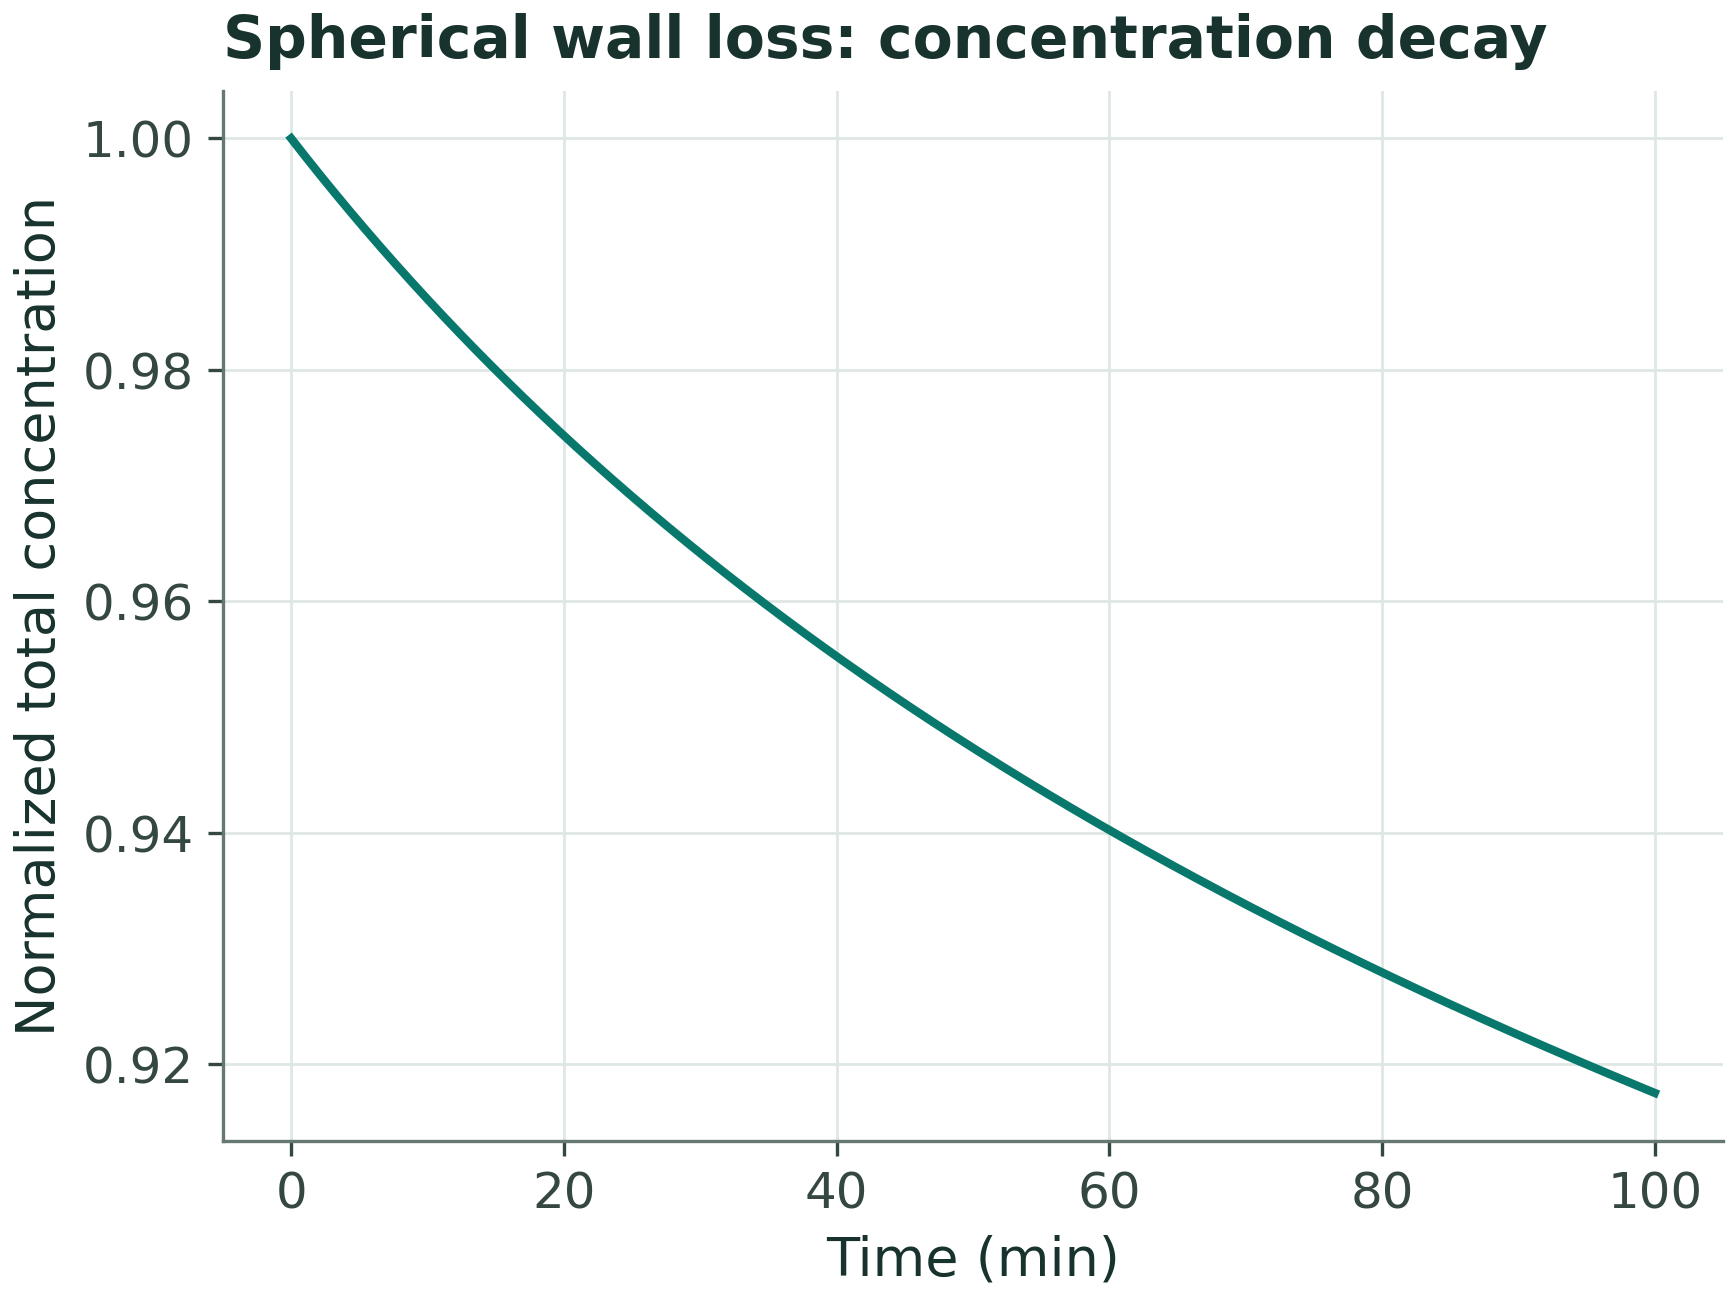 Spherical wall loss: concentration decay
Normalized total concentration
1.00
0.98
0.96
0.94
0.92
0 20 40 60 80 100
Time (min)